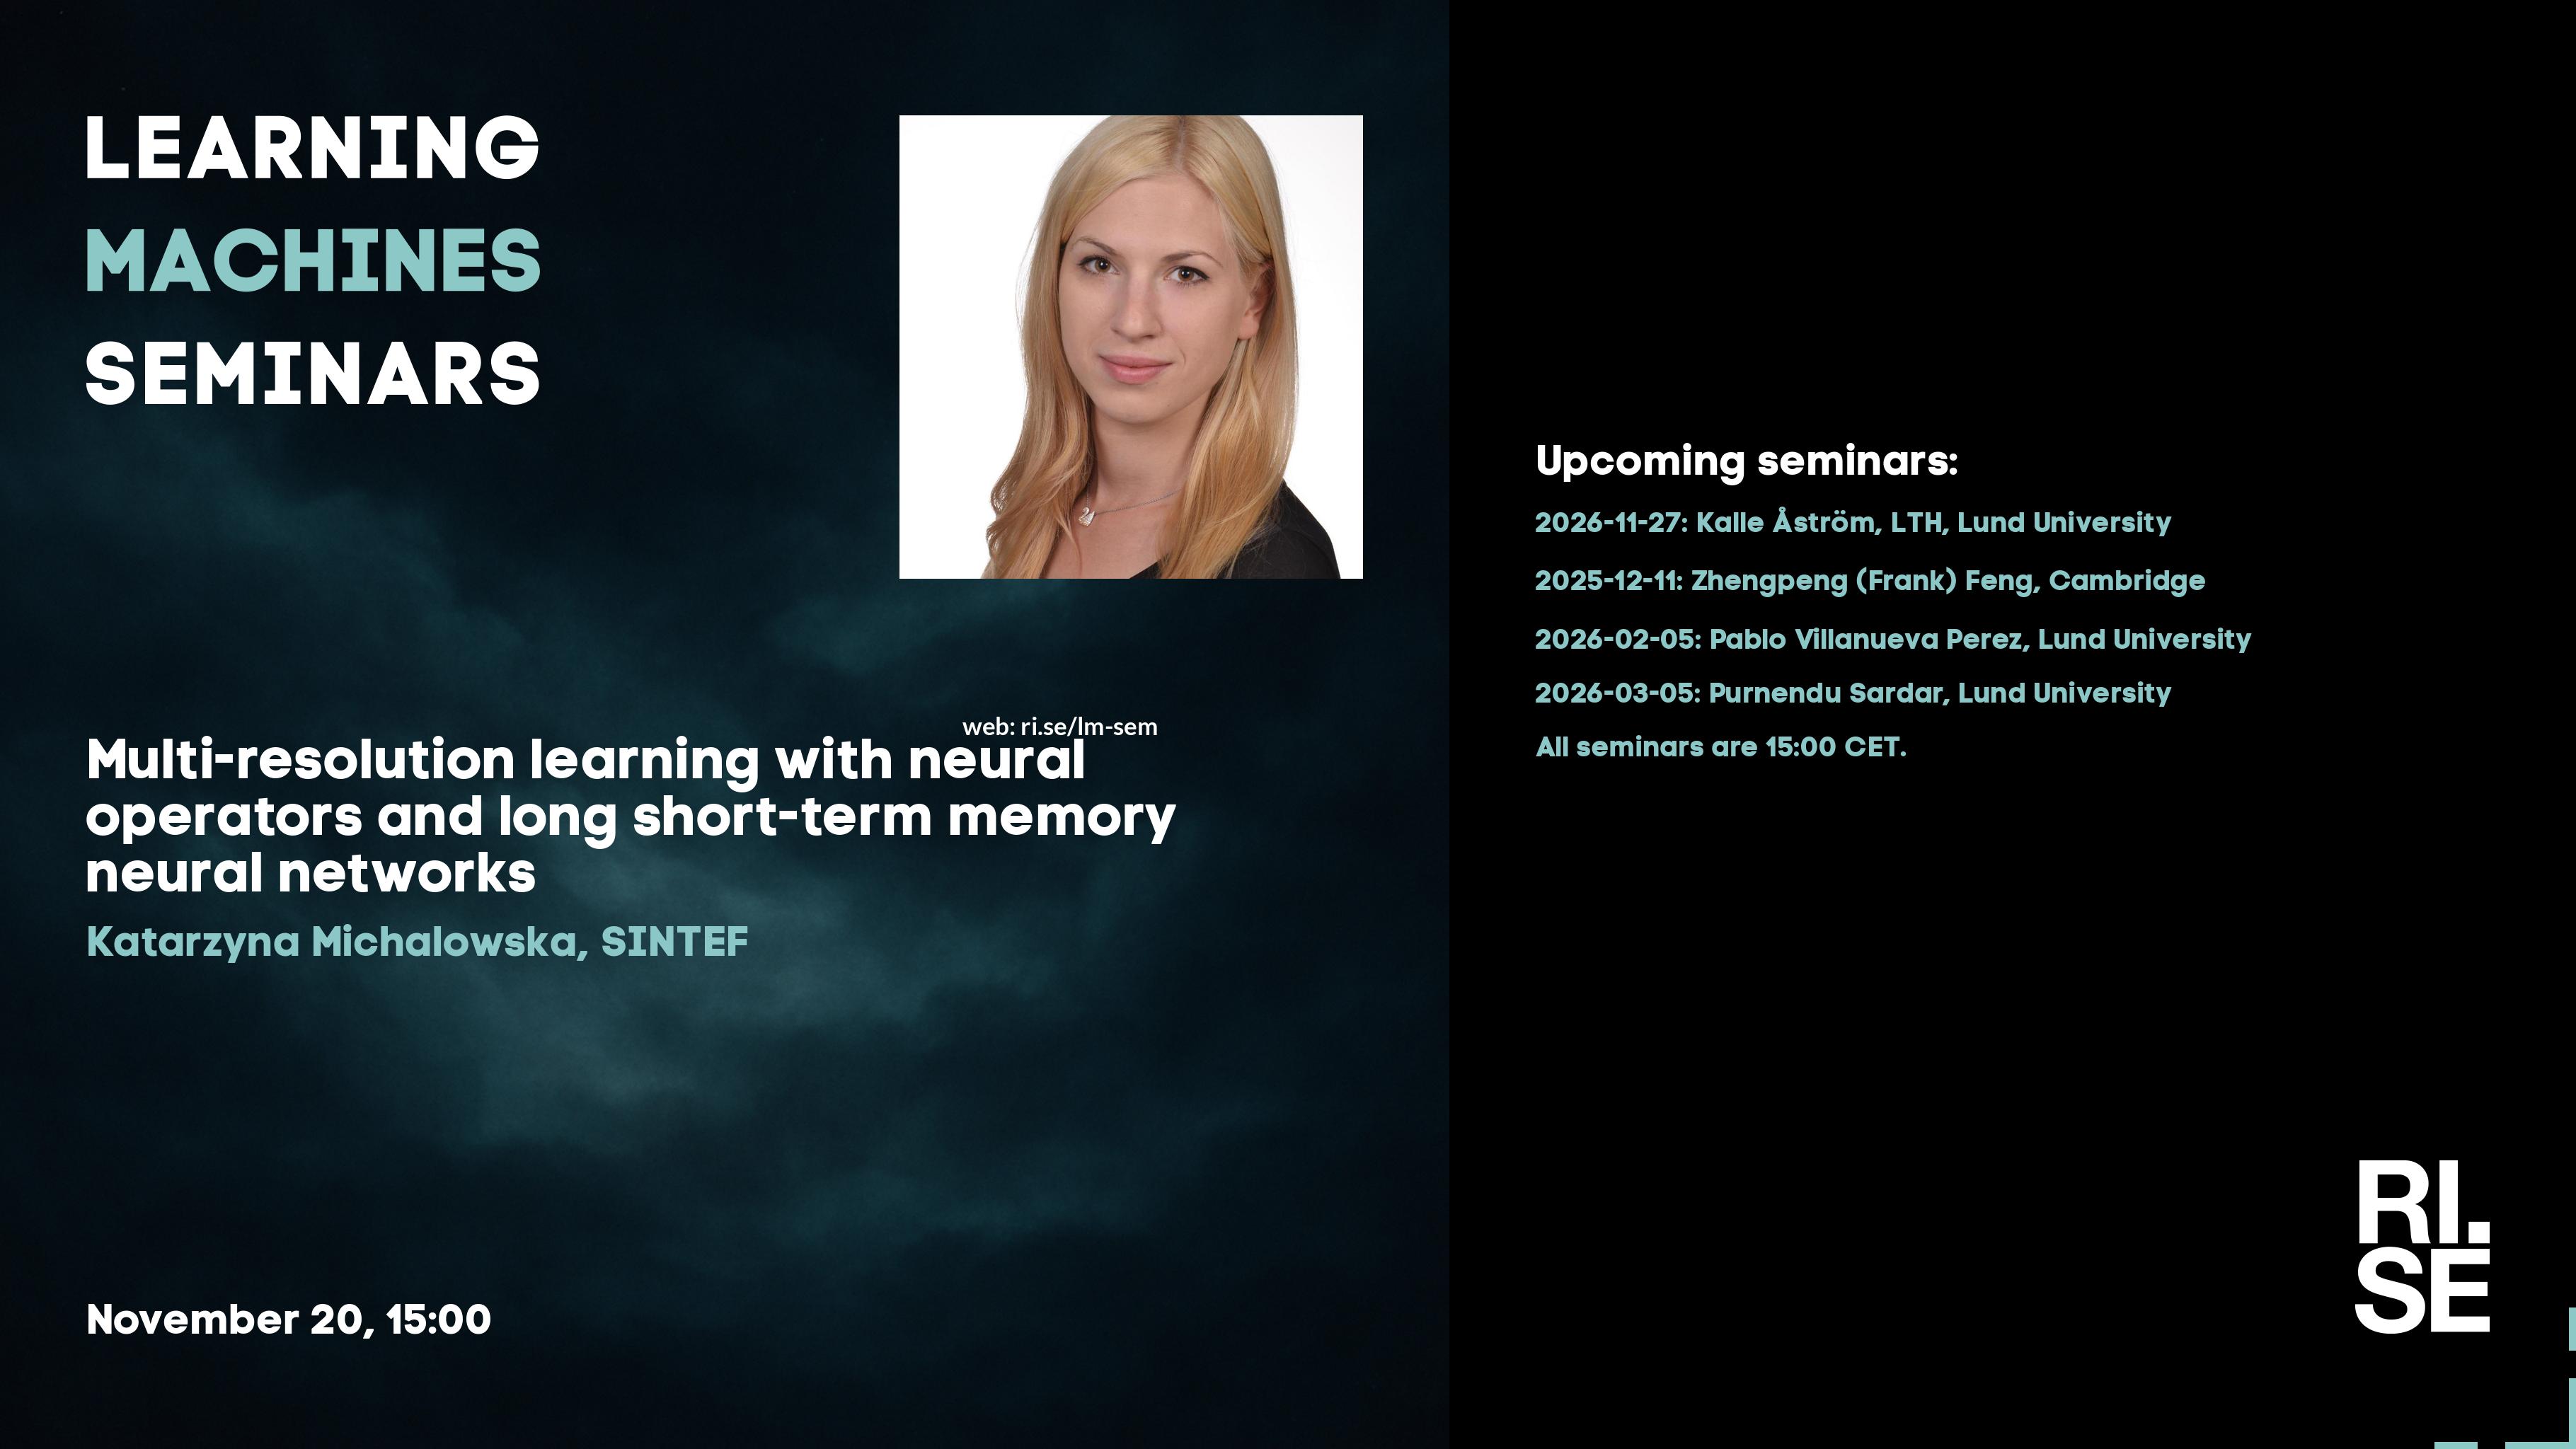 LEARNING
MACHINES
SEMINARS
web: ri.se/lm-sem
Multi-resolution learning with neural
operators and long short-term memory
neural networks
Katarzyna Michalowska, SINTEF
November 20, 15:00
Upcoming seminars:
2026-11-27: Kalle Åström, LTH, Lund University
2025-12-11: Zhengpeng (Frank) Feng, Cambridge
2026-02-05: Pablo Villanueva Perez, Lund University
2026-03-05: Purnendu Sardar, Lund University
All seminars are 15:00 CET.
RI.
SE